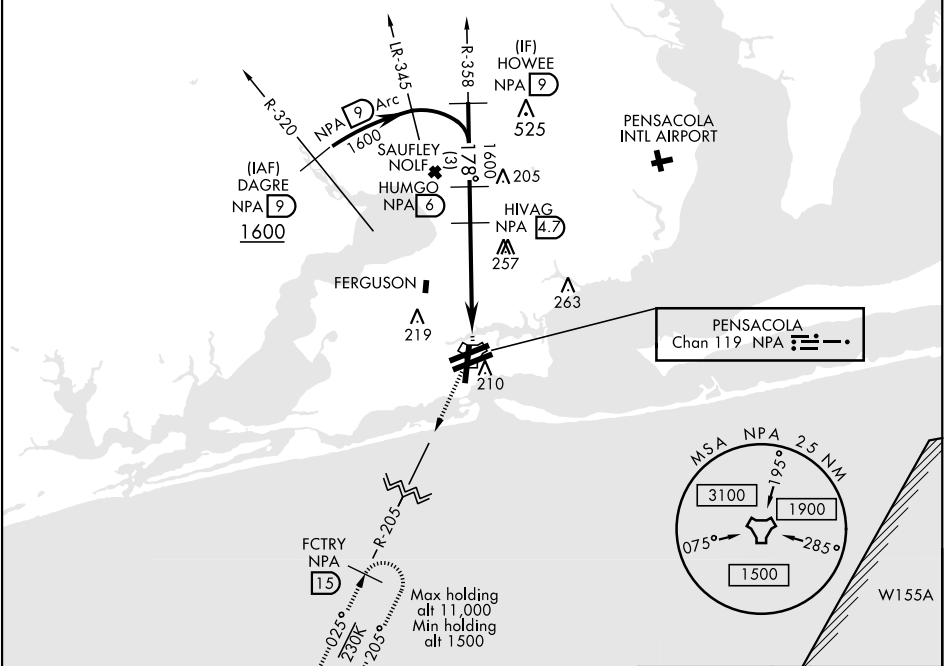 R-320
LR-345
R-358
(IF)
HOWEE
NPA 9
525
NPA 9 Arc
1600
PENSACOLA
INTL AIRPORT
SAUFLEY
NOLF
(3)
178°
1600
205
(IAF)
DAGRE
NPA 9
1600
HUMGO
NPA 6
HIVAG
NPA 4.7
257
FERGUSON
263
219
PENSACOLA
Chan 119 NPA
210
MSA NPA 25 NM
195°
3100
1900
075°
285°
1500
W155A
R-205
FCTRY
NPA
15
025°
230K
205°
Max holding
alt 11,000
Min holding
alt 1500